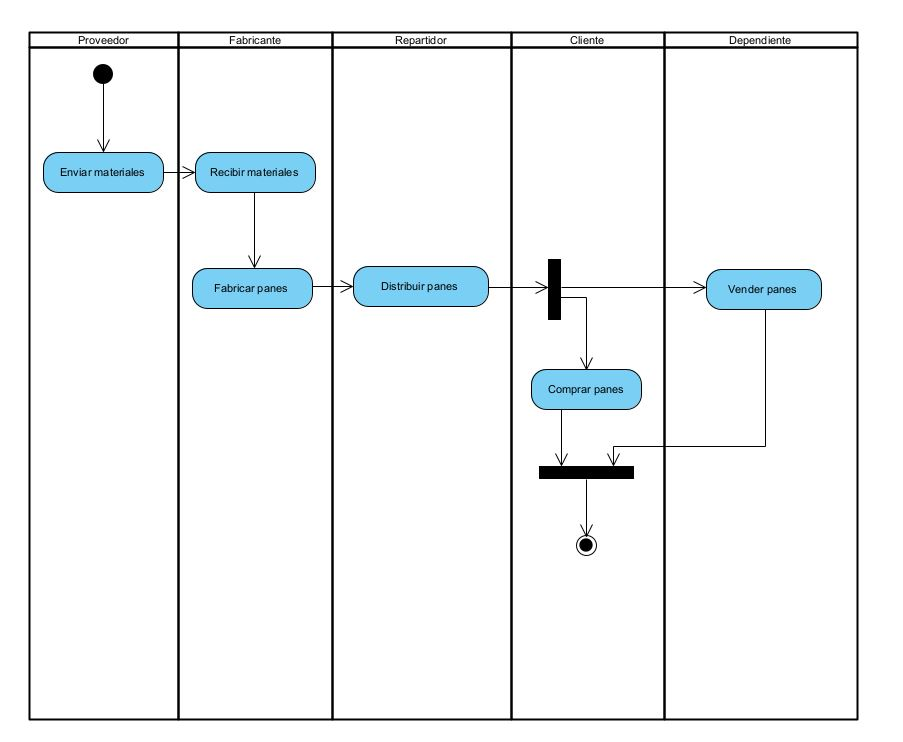 Proveedor
Fabricante
Repartidor
Cliente
Dependiente
Enviar materiales
Recibir materiales
Fabricar panes
Distribuir panes
Vender panes
Comprar panes